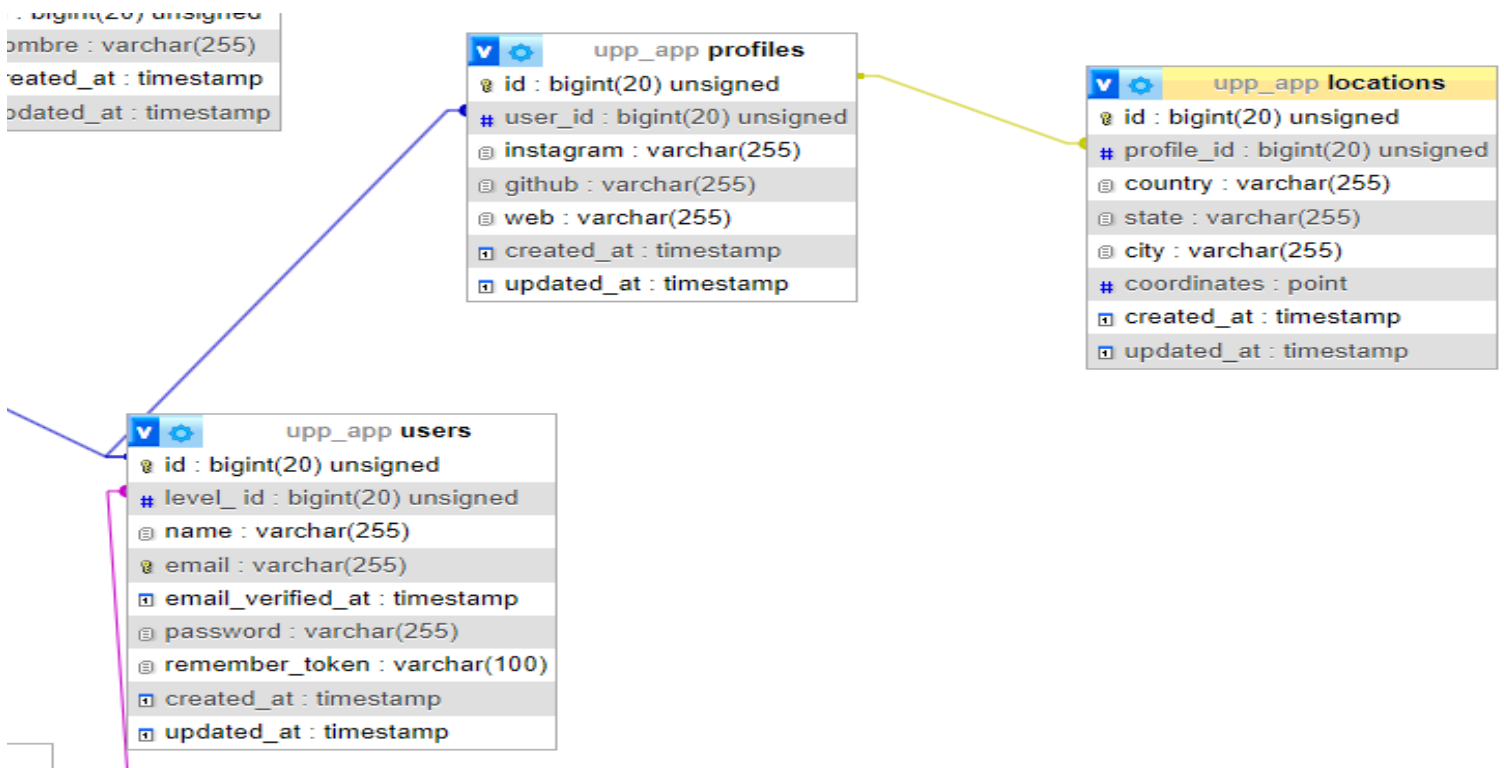 ombre : varchar(255)
reated_at : timestamp
pdated_at : timestamp
upp_app profiles
id : bigint(20) unsigned
user_id : bigint(20) unsigned
instagram : varchar(255)
github : varchar(255)
web : varchar(255)
created_at : timestamp
updated_at : timestamp
upp_app locations
id : bigint(20) unsigned
profile_id : bigint(20) unsigned
country : varchar(255)
state : varchar(255)
city : varchar(255)
coordinates : point
created_at : timestamp
updated_at : timestamp
upp_app users
id : bigint(20) unsigned
level_ id : bigint(20) unsigned
name : varchar(255)
email : varchar(255)
email_verified_at : timestamp
password : varchar(255)
remember_token : varchar(100)
created_at : timestamp
updated_at : timestamp